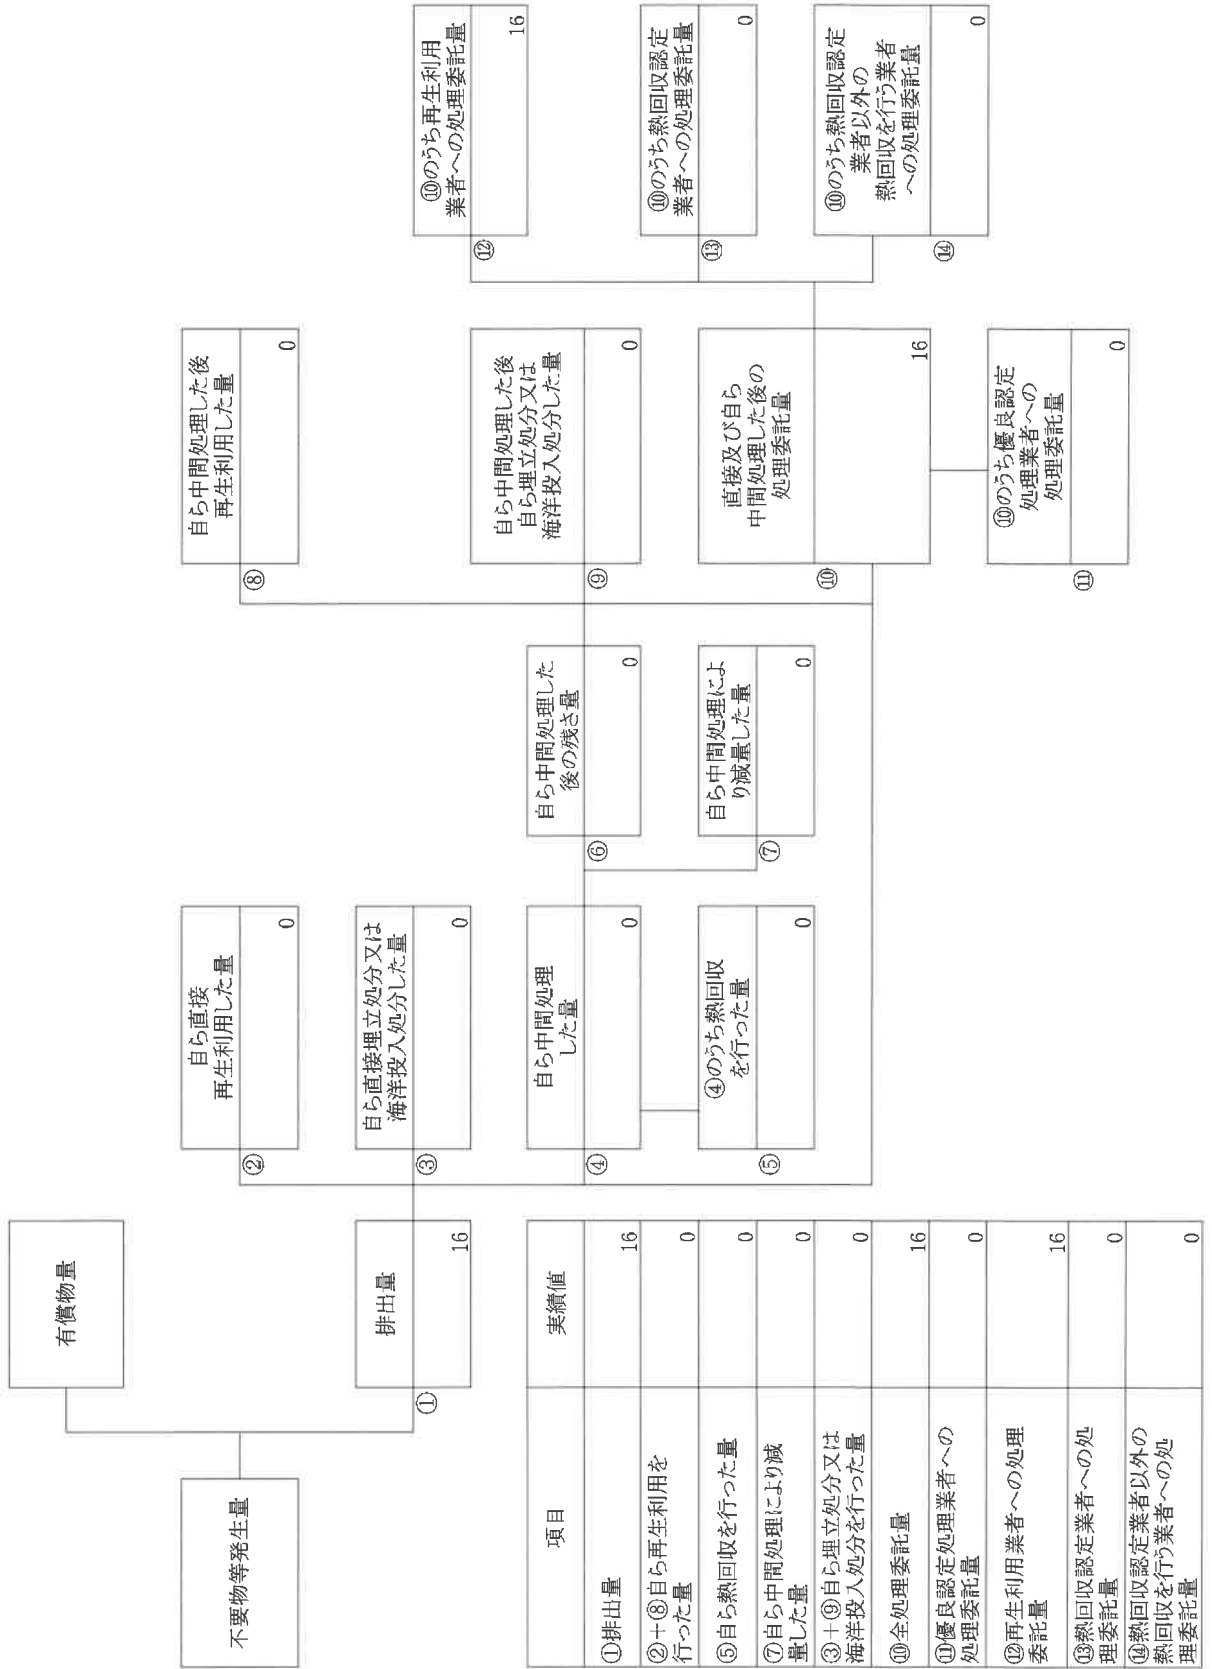 不要物等発生量
有償物量
①
排出量
16
②
自ら直接
再生利用した量
0
③
自ら直接埋立処分又は
海洋投入処分した量
0
④
自ら中間処理
した量
0
⑤
④のうち熱回収
を行った量
0
⑥
自ら中間処理した
後の残さ量
0
⑦
自ら中間処理によ
り減量した量
0
⑧
自ら中間処理した後
再生利用した量
0
⑨
自ら中間処理した後
自ら埋立処分又は
海洋投入処分した量
0
⑩
直接及び自ら
中間処理した後の
処理委託量
16
⑪
⑩のうち優良認定
処理業者への
処理委託量
0
⑫
⑩のうち再生利用
業者への処理委託量
16
⑬
⑩のうち熱回収認定
業者への処理委託量
0
⑭
⑩のうち熱回収認定
業者以外の
熱回収を行う業者
への処理委託量
0
項目 実績値
①排出量 16
②+⑧自ら再生利用を
行った量 0
⑤自ら熱回収を行った量 0
⑦自ら中間処理により減
量した量 0
③+⑨自ら埋立処分又は
海洋投入処分を行った量 0
⑩全処理委託量 16
⑪優良認定処理業者への
処理委託量 0
⑫再生利用業者への処理
委託量 16
⑬熱回収認定業者への処
理委託量 0
⑭熱回収認定業者以外の
熱回収を行う業者への処
理委託量 0